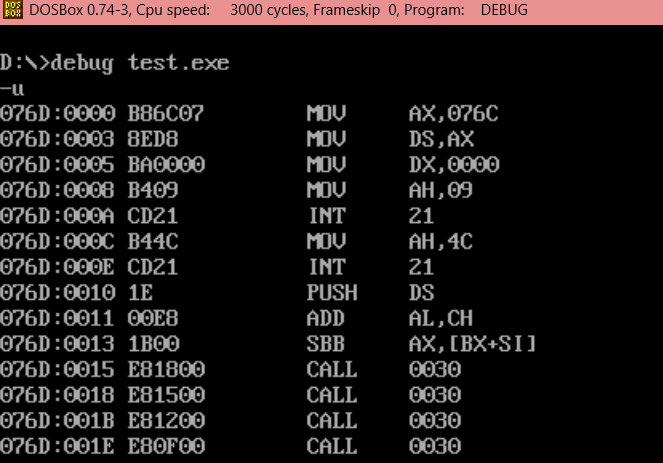 DOS BOX DOSBox 0.74-3, Cpu speed: 3000 cycles, Frameskip 0, Program: DEBUG
D:\>debug test.exe
-u
076D:0000 B86C07 MOV AX,076C
076D:0003 8ED8 MOV DS,AX
076D:0005 BA0000 MOV DX,0000
076D:0008 B409 MOV AH,09
076D:000A CD21 INT 21
076D:000C B44C MOV AH,4C
076D:000E CD21 INT 21
076D:0010 1E PUSH DS
076D:0011 00E8 ADD AL,CH
076D:0013 1B00 SBB AX,[BX+SI]
076D:0015 E81800 CALL 0030
076D:0018 E81500 CALL 0030
076D:001B E81200 CALL 0030
076D:001E E80F00 CALL 0030